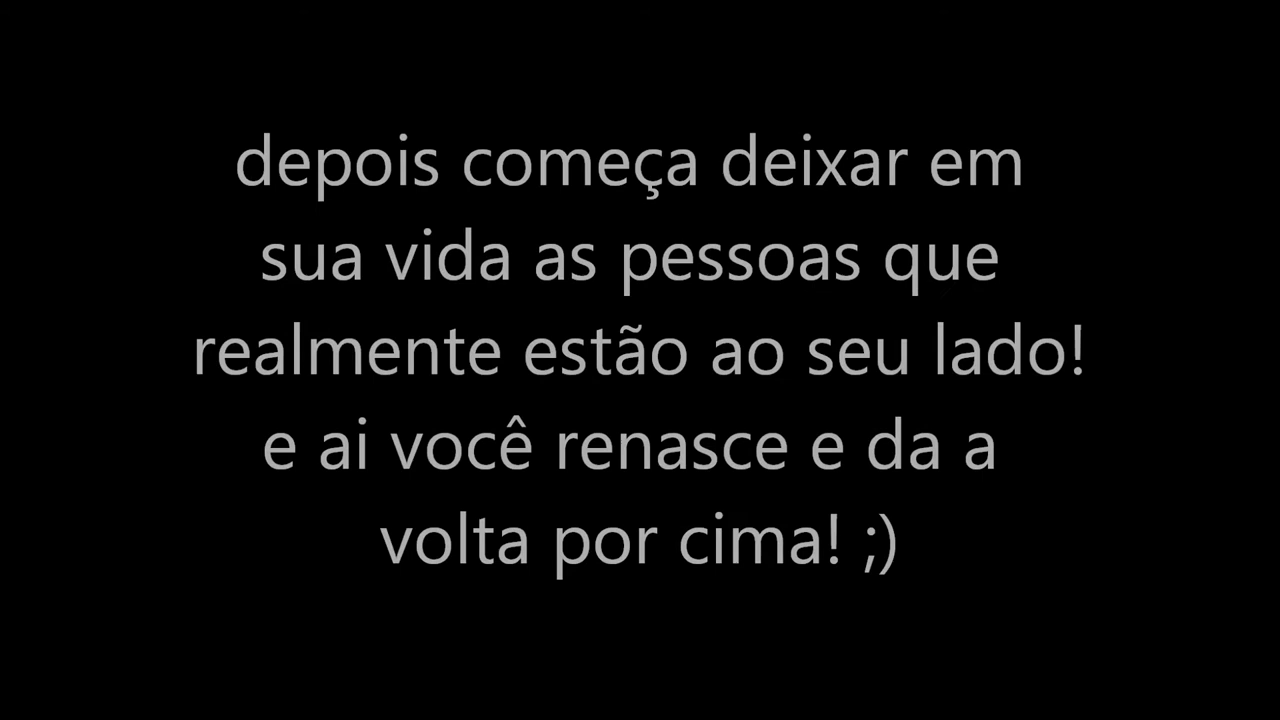 depois começa deixar em
sua vida as pessoas que
realmente estão ao seu lado!
e ai você renasce e da a
volta por cima! ;)